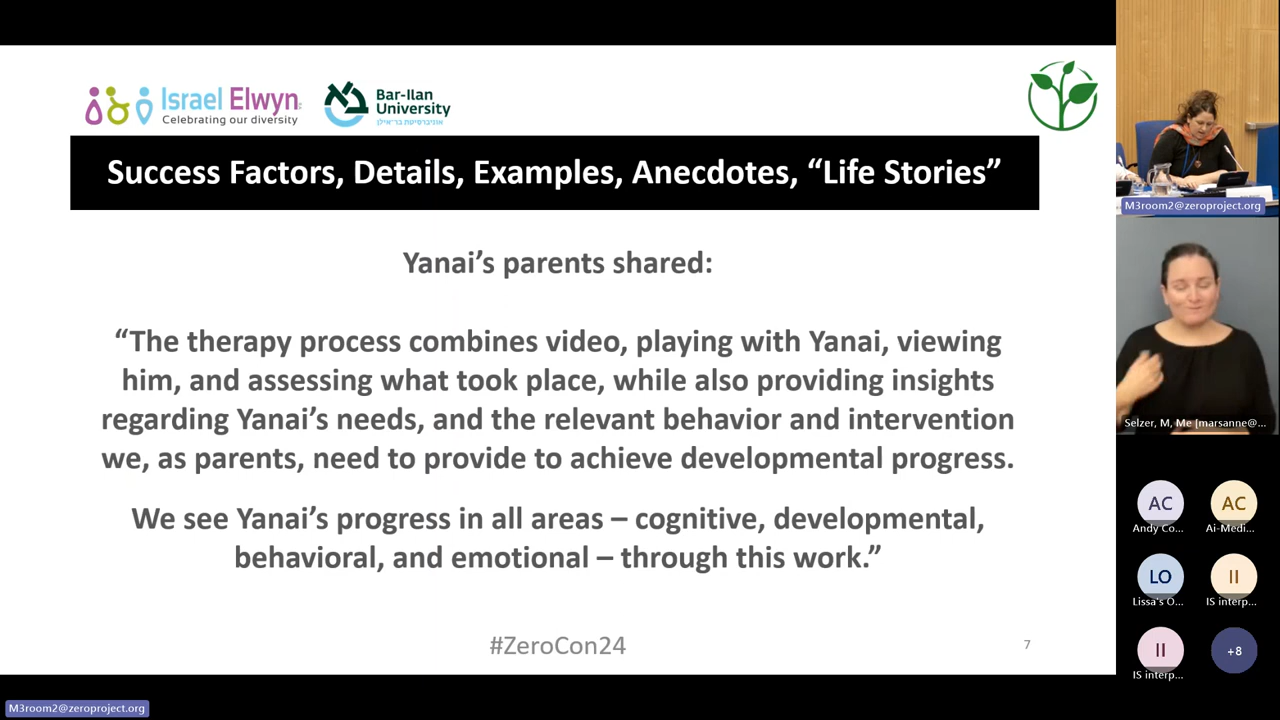 Israel Elwyn
Celebrating our diversity
Bar-Ilan
University
אוניברסיטת בר-אילן
Success Factors, Details, Examples, Anecdotes, “Life Stories”
Yanai’s parents shared:
“The therapy process combines video, playing with Yanai, viewing
him, and assessing what took place, while also providing insights
regarding Yanai’s needs, and the relevant behavior and intervention
we, as parents, need to provide to achieve developmental progress.
We see Yanai’s progress in all areas – cognitive, developmental,
behavioral, and emotional – through this work.”
#ZeroCon24
7
M3room2@zeroproject.org
Selzer, M, Me [marsanne@...
AC
AC
Andy Co...
Ai-Medi...
LO
II
Lissa's O...
IS interp...
II
+8
IS interp...
M3room2@zeroproject.org